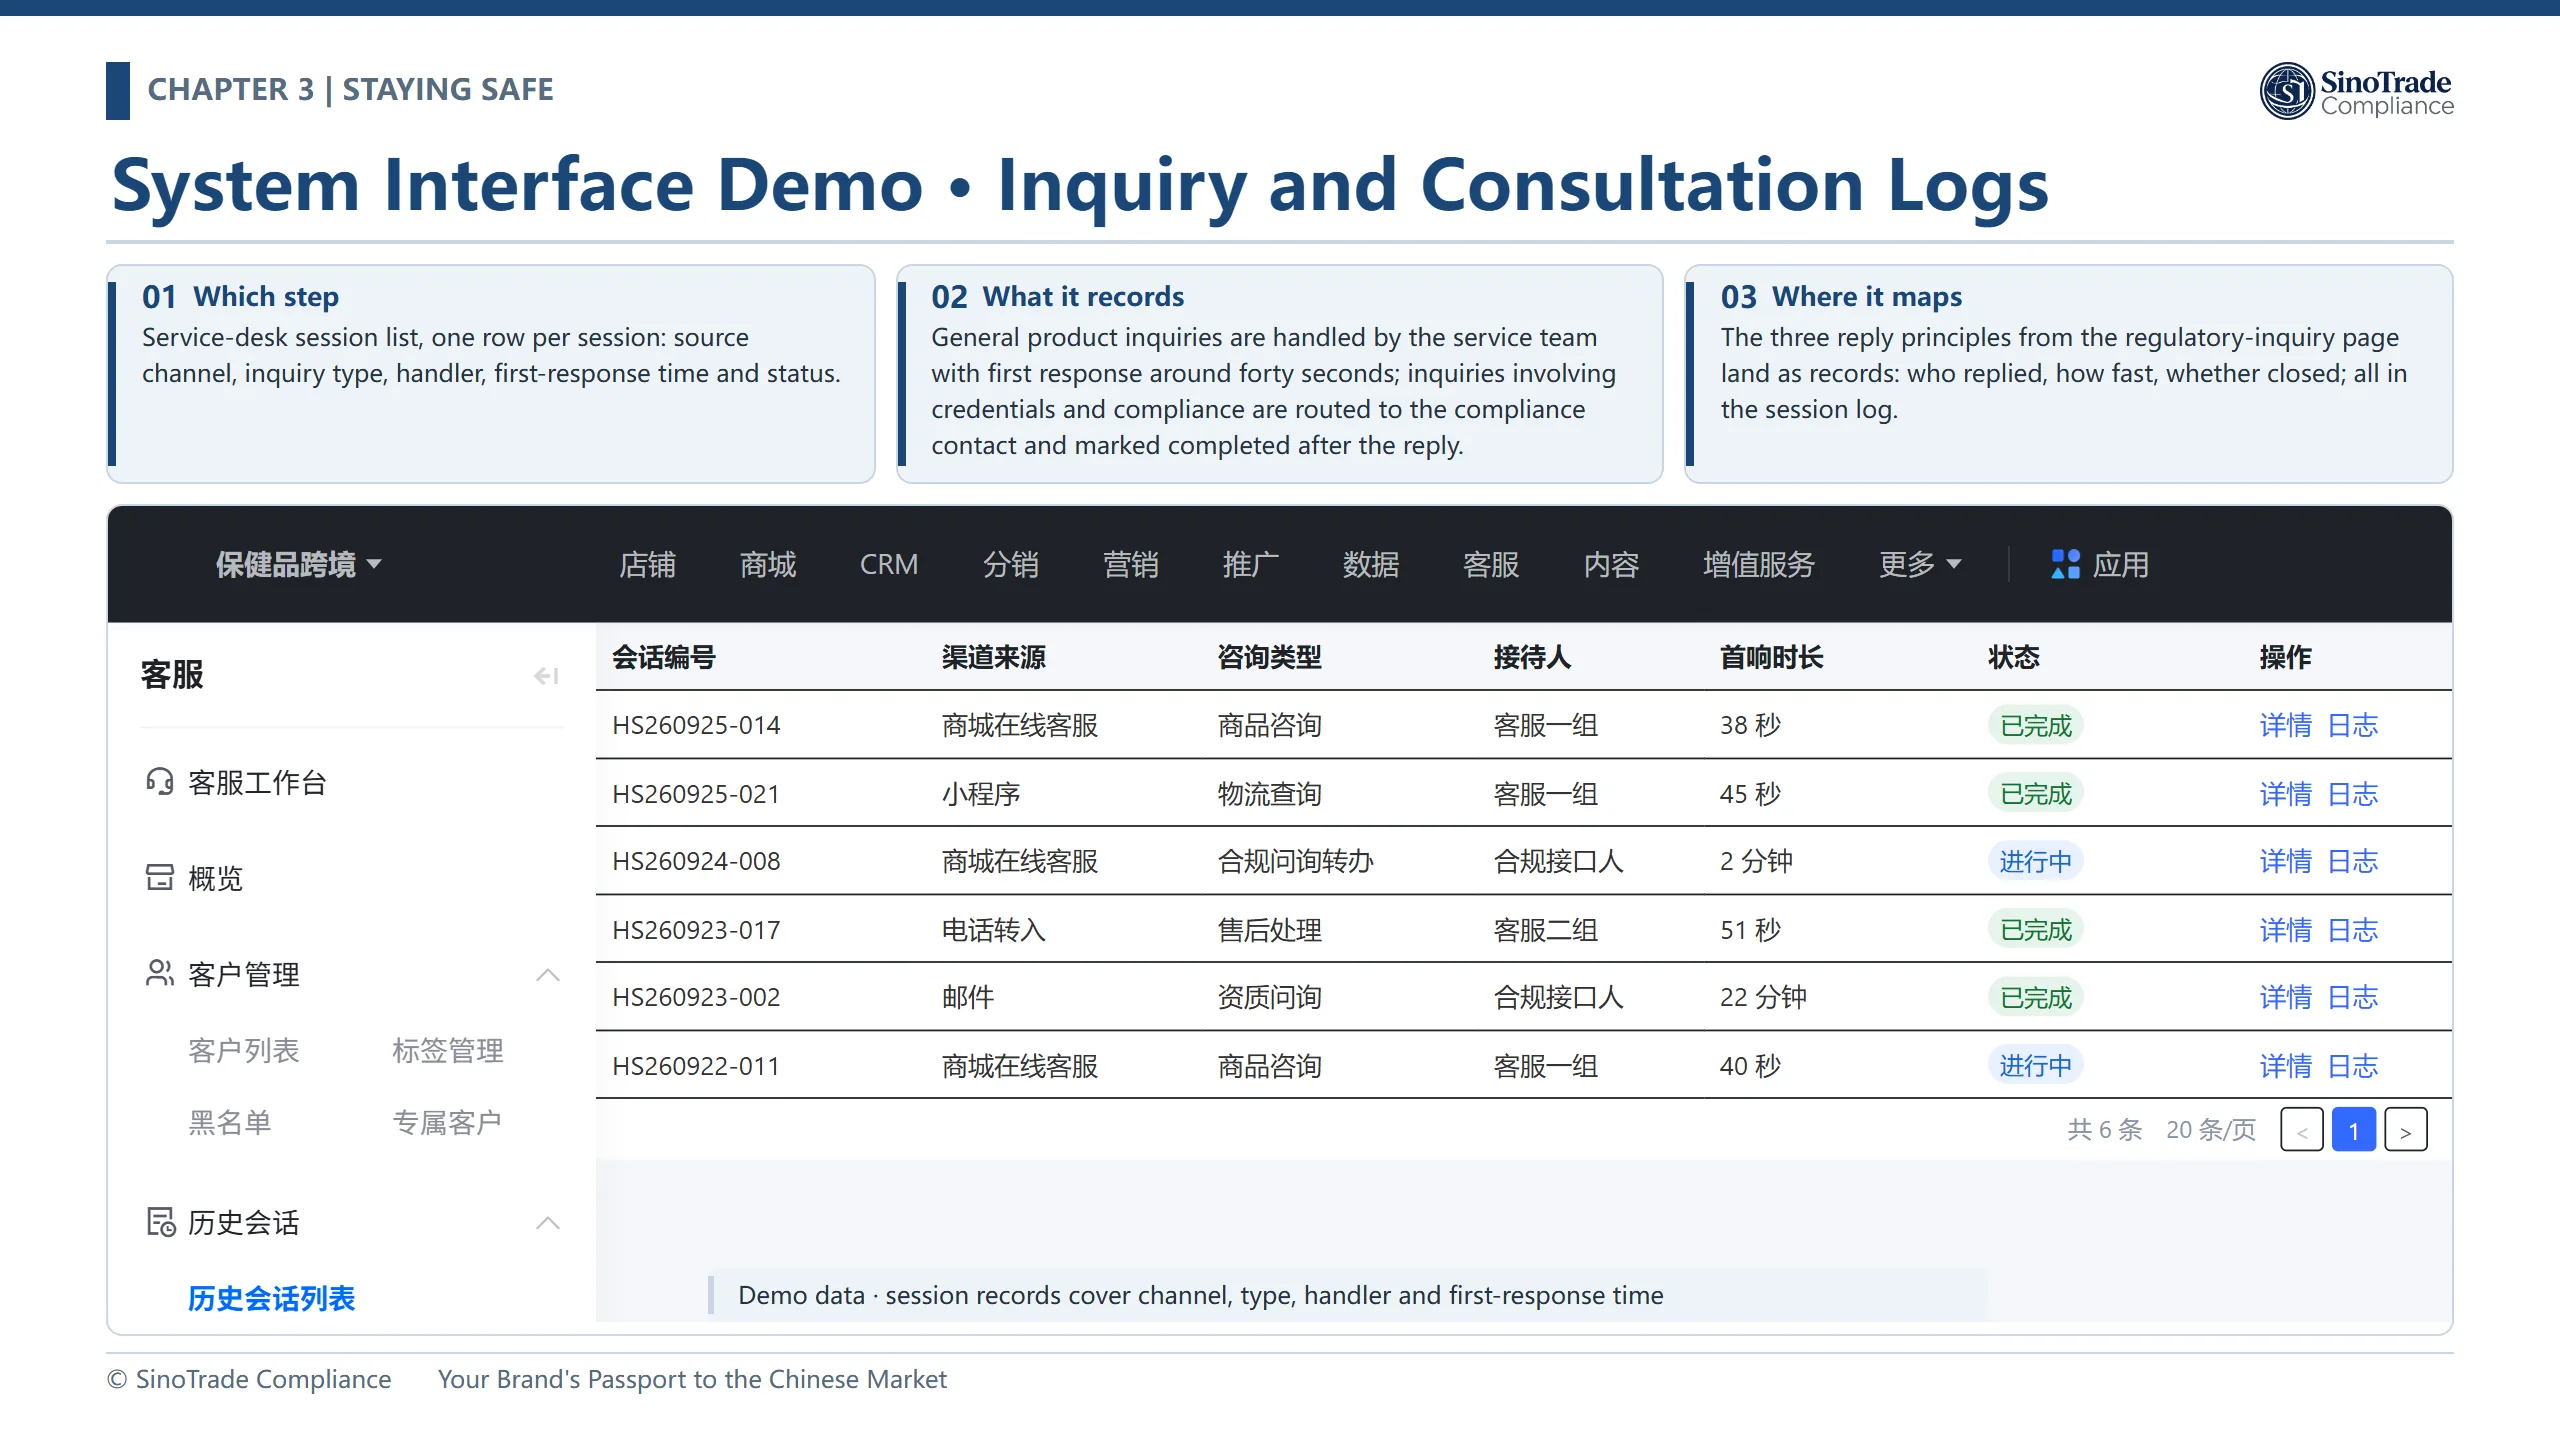 CHAPTER 3 | STAYING SAFE
SinoTrade
Compliance
System Interface Demo • Inquiry and Consultation Logs
01 Which step
Service-desk session list, one row per session: source
channel, inquiry type, handler, first-response time and status.
02 What it records
General product inquiries are handled by the service team
with first response around forty seconds; inquiries involving
credentials and compliance are routed to the compliance
contact and marked completed after the reply.
03 Where it maps
The three reply principles from the regulatory-inquiry page
land as records: who replied, how fast, whether closed; all in
the session log.
保健品跨境 店铺 商城 CRM 分销 营销 推广 数据 客服 内容 增值服务 更多 应用
客服
客服工作台
概览
客户管理
客户列表 标签管理
黑名单 专属客户
历史会话
历史会话列表
会话编号 渠道来源 咨询类型 接待人 首响时长 状态 操作
HS260925-014 商城在线客服 商品咨询 客服一组 38 秒 已完成 详情 日志
HS260925-021 小程序 物流查询 客服一组 45 秒 已完成 详情 日志
HS260924-008 商城在线客服 合规问询转办 合规接口人 2 分钟 进行中 详情 日志
HS260923-017 电话转入 售后处理 客服二组 51 秒 已完成 详情 日志
HS260923-002 邮件 资质问询 合规接口人 22 分钟 已完成 详情 日志
HS260922-011 商城在线客服 商品咨询 客服一组 40 秒 进行中 详情 日志
共 6 条 20 条/页 < 1 >
Demo data · session records cover channel, type, handler and first-response time
© SinoTrade Compliance Your Brand's Passport to the Chinese Market